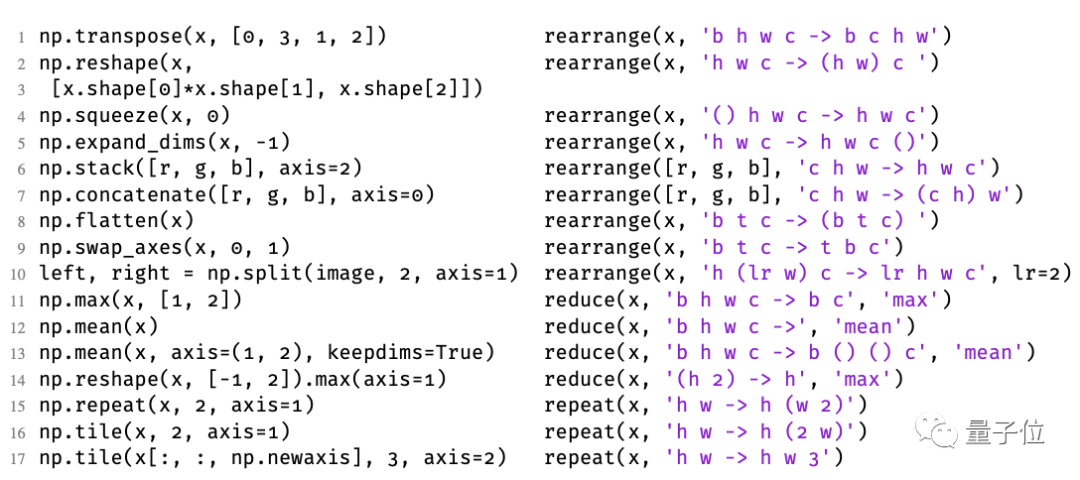 1 np.transpose(x, [0, 3, 1, 2]) rearrange(x, 'b h w c -> b c h w')
2 np.reshape(x, rearrange(x, 'h w c -> (h w) c ')
3 [x.shape[0]*x.shape[1], x.shape[2]])
4 np.squeeze(x, 0) rearrange(x, '() h w c -> h w c')
5 np.expand_dims(x, -1) rearrange(x, 'h w c -> h w c ()')
6 np.stack([r, g, b], axis=2) rearrange([r, g, b], 'c h w -> h w c')
7 np.concatenate([r, g, b], axis=0) rearrange([r, g, b], 'c h w -> (c h) w')
8 np.flatten(x) rearrange(x, 'b t c -> (b t c) ')
9 np.swap_axes(x, 0, 1) rearrange(x, 'b t c -> t b c')
10 left, right = np.split(image, 2, axis=1) rearrange(x, 'h (lr w) c -> lr h w c', lr=2)
11 np.max(x, [1, 2]) reduce(x, 'b h w c -> b c', 'max')
12 np.mean(x) reduce(x, 'b h w c ->', 'mean')
13 np.mean(x, axis=(1, 2), keepdims=True) reduce(x, 'b h w c -> b () () c', 'mean')
14 np.reshape(x, [-1, 2]).max(axis=1) reduce(x, '(h 2) -> h', 'max')
15 np.repeat(x, 2, axis=1) repeat(x, 'h w -> h (w 2)')
16 np.tile(x, 2, axis=1) repeat(x, 'h w -> h (2 w)')
17 np.tile(x[:, :, np.newaxis], 3, axis=2) repeat(x, 'h w -> h w 3')
量子位